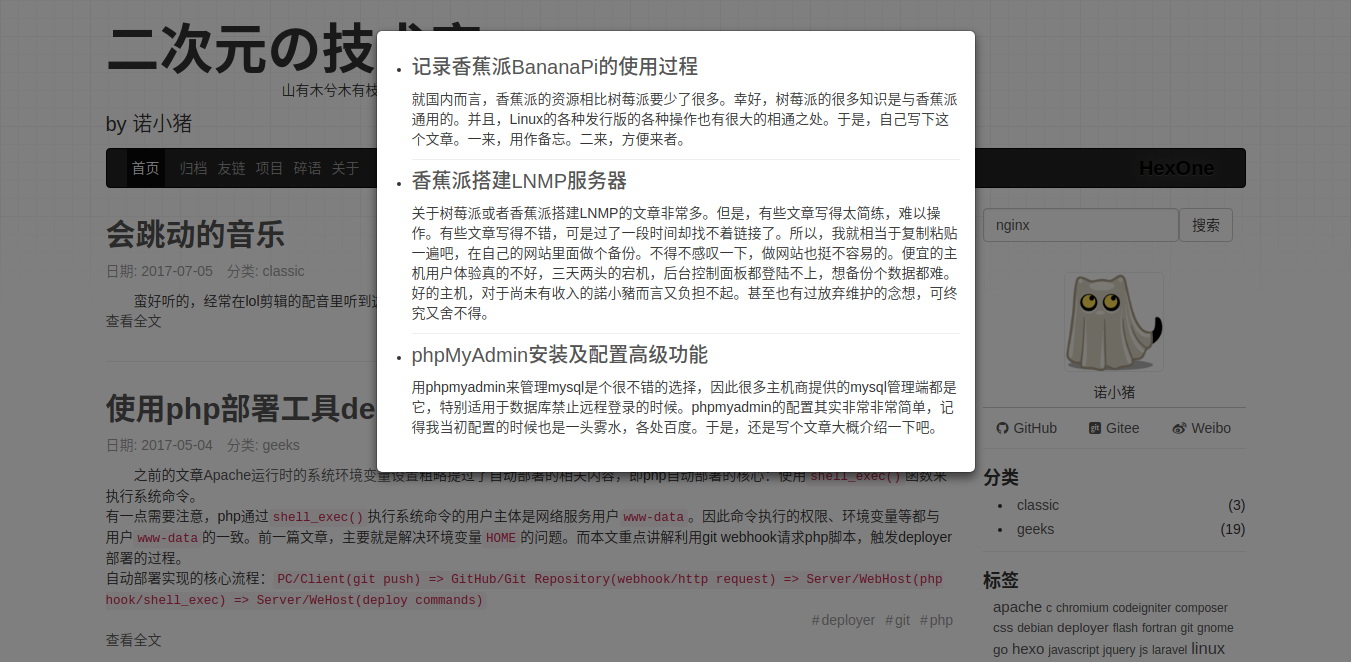 二次元の技术宅
山有木兮木有枝
by 诺小猪
首页 归档 友链 项目 碎语 关于
HexOne
记录香蕉派BananaPi的使用过程
就国内而言，香蕉派的资源相比树莓派要少了很多。幸好，树莓派的很多知识是与香蕉派
通用的。并且，Linux的各种发行版的各种操作也有很大的相通之处。于是，自己写下这
个文章。一来，用作备忘。二来，方便来者。
香蕉派搭建LNMP服务器
关于树莓派或者香蕉派搭建LNMP的文章非常多。但是，有些文章写得太简练，难以操
作。有些文章写得不错，可是过了一段时间却找不着链接了。所以，我就相当于复制粘贴
一遍吧，在自己的网站里面做个备份。不得不感叹一下，做网站也挺不容易的。便宜的主
机用户体验真的不好，三天两头的宕机，后台控制面板都登陆不上，想备份个数据都难。
好的主机，对于尚未有收入的諾小豬而言又负担不起。甚至也有过放弃维护的念想，可终
究又舍不得。
phpMyAdmin安装及配置高级功能
用phpmyadmin来管理mysql是个很不错的选择，因此很多主机商提供的mysql管理端都是
它，特别适用于数据库禁止远程登录的时候。phpmyadmin的配置其实非常非常简单，记
得我当初配置的时候也是一头雾水，各处百度。于是，还是写个文章大概介绍一下吧。
会跳动的音乐
日期: 2017-07-05 分类: classic
蛮好听的，经常在lol剪辑的配音里听到
查看全文
使用php部署工具de
日期: 2017-05-04 分类: geeks
之前的文章Apache运行时的系统环境变量设置粗略提过了自动部署的相关内容，即php自动部署的核心：使用 shell_exec() 函数来
执行系统命令。
有一点需要注意，php通过 shell_exec() 执行系统命令的用户主体是网络服务用户 www-data 。因此命令执行的权限、环境变量等都与
用户 www-data 的一致。前一篇文章，主要就是解决环境变量 HOME 的问题。而本文重点讲解利用git webhook请求php脚本，触发deployer
部署的过程。
自动部署实现的核心流程： PC/Client(git push) => GitHub/Git Repository(webhook/http request) => Server/WebHost(php
hook/shell_exec) => Server/WeHost(deploy commands)
#deployer #git #php
查看全文
nginx 搜索
诺小猪
GitHub Gitee Weibo
分类
classic (3)
geeks (19)
标签
apache c chromium codeigniter composer
css debian deployer flash fortran git gnome
go hexo javascript jquery js laravel linux